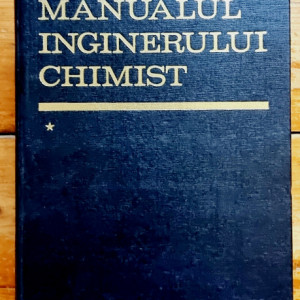 MANUALUL
INGINERULUI
CHIMIST
*